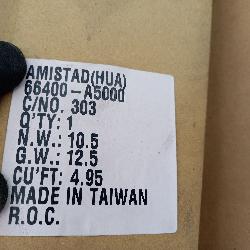 AMISTAD(HUA)
66400-A5000
C/NO. 303
Q'TY: 1
N.W.: 10.5
G.W.: 12.5
CU'FT: 4.95
MADE IN TAIWAN
R.O.C.